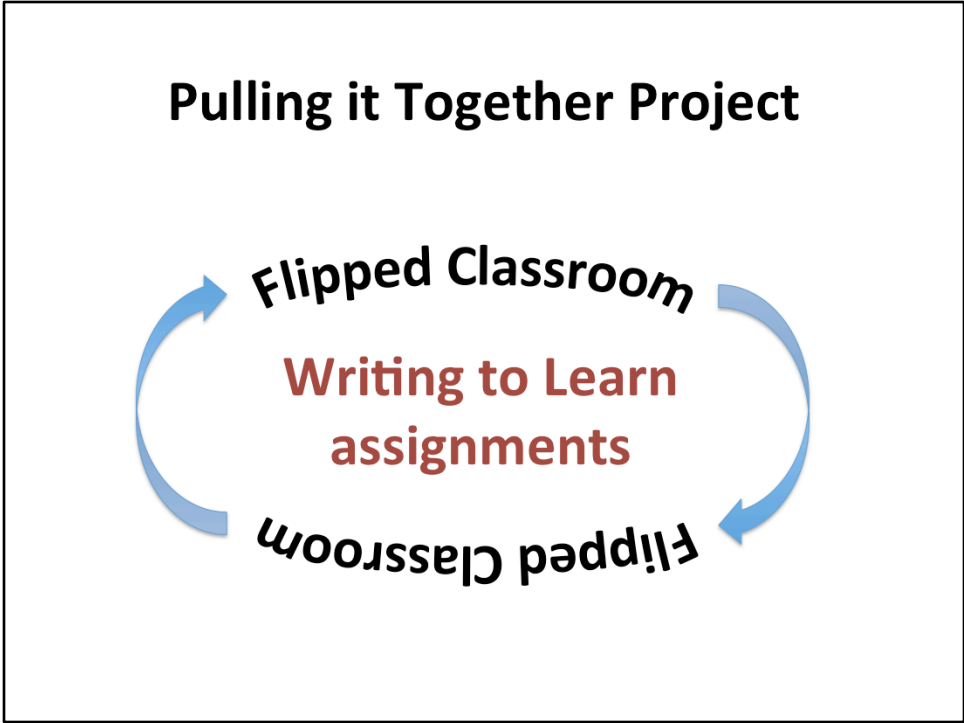 Pulling it Together Project
Flipped Classroom
Writing to Learn
assignments
Flipped Classroom